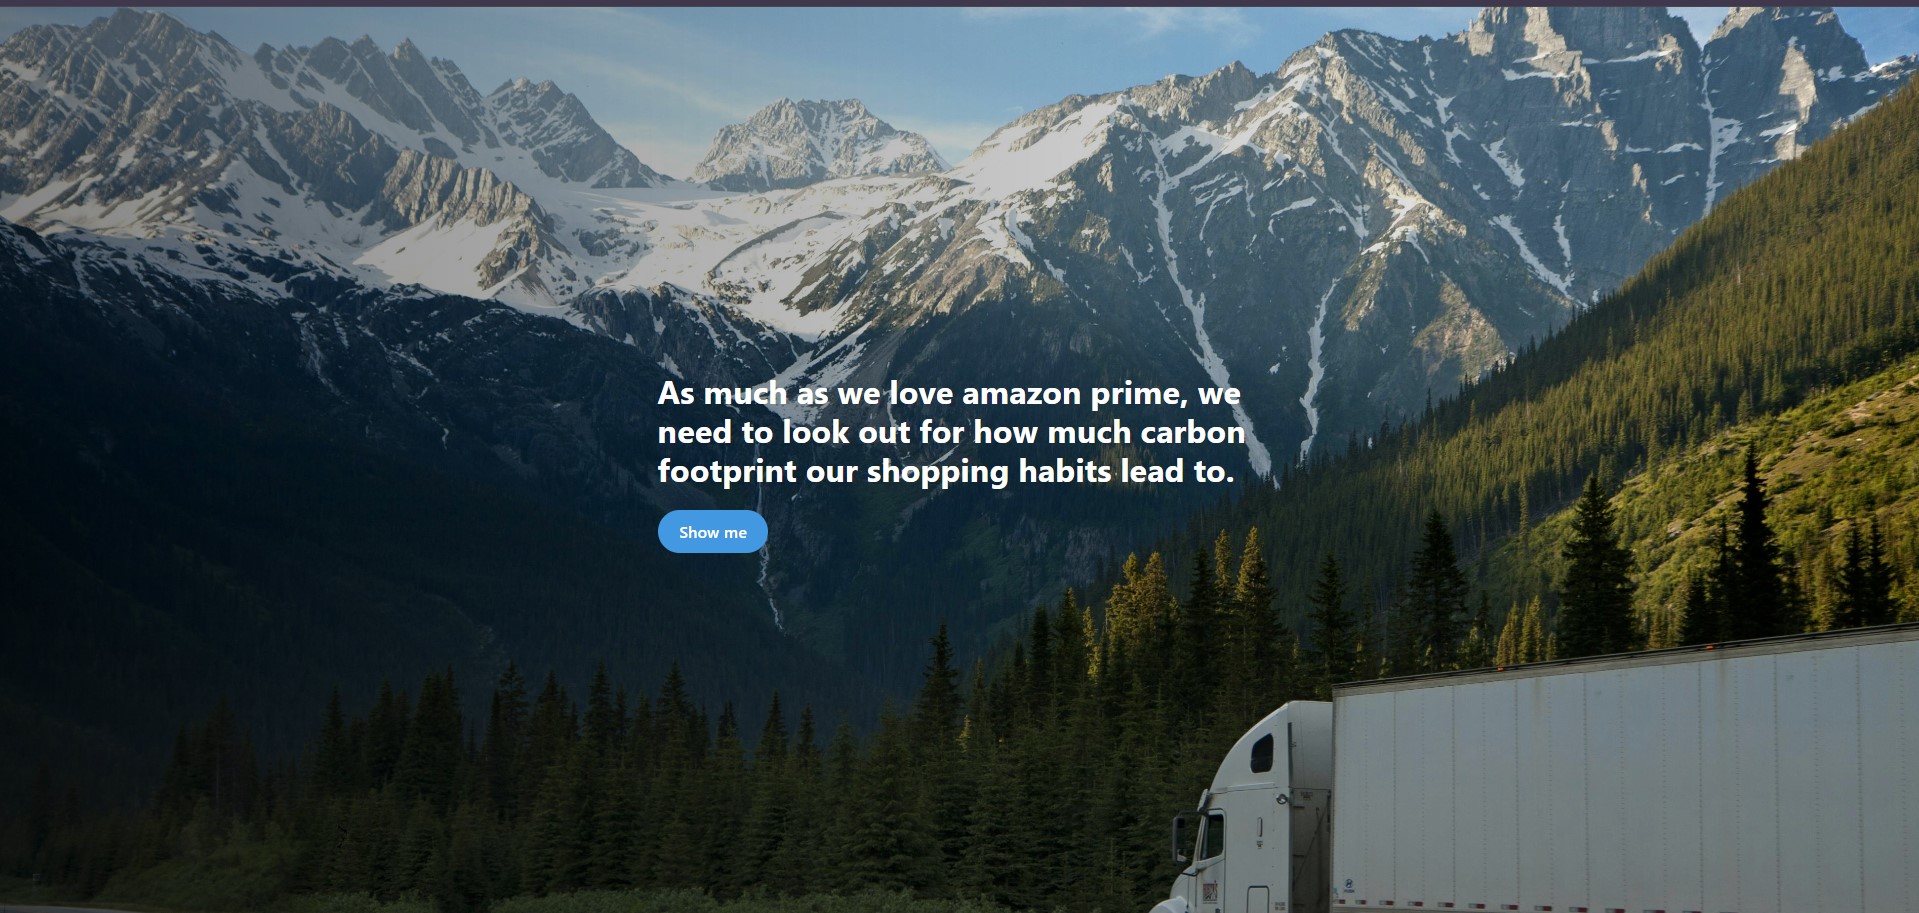 As much as we love amazon prime, we
need to look out for how much carbon
footprint our shopping habits lead to.
Show me